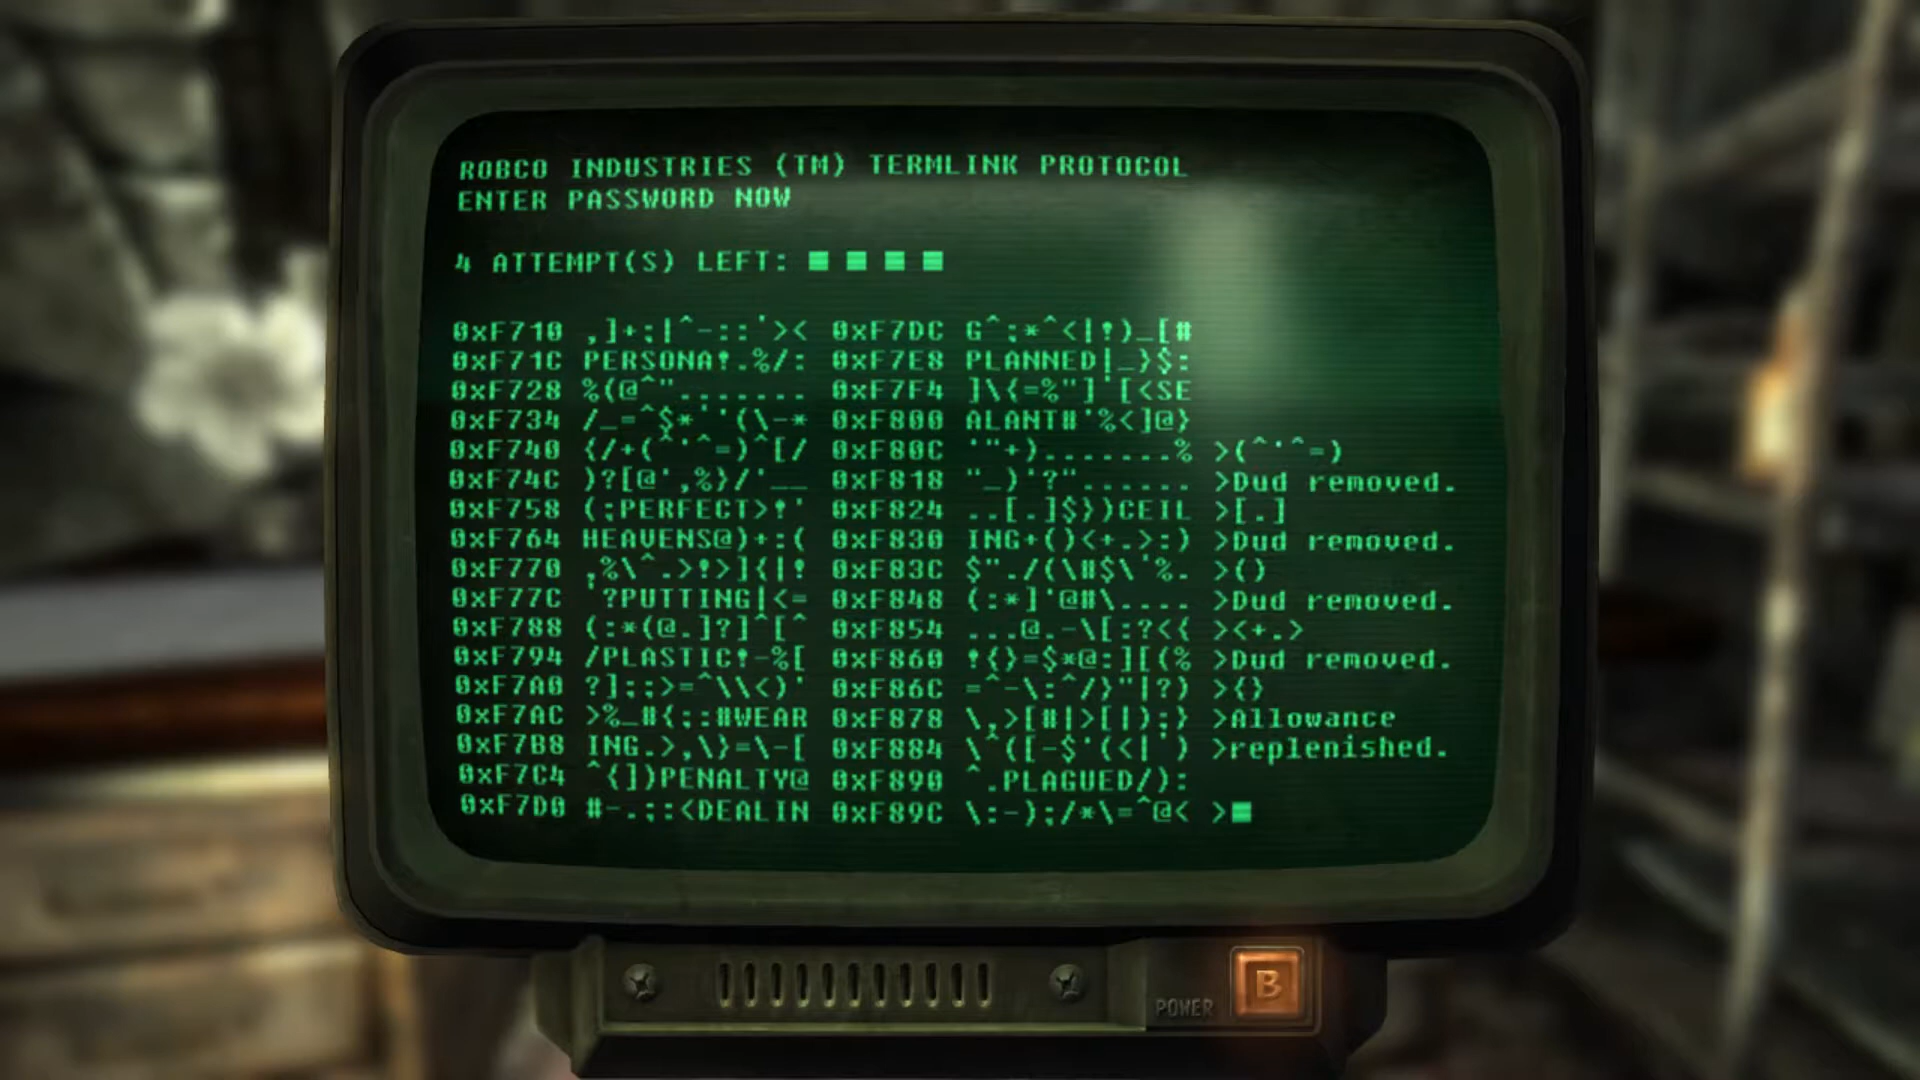 ROBCO INDUSTRIES (TM) TERMLINK PROTOCOL
ENTER PASSWORD NOW
4 ATTEMPT(S) LEFT: ■ ■ ■ ■
0xF710 ,]+;|^-::'>< 0xF7DC G^;*^<|!)_[#
0xF71C PERSONA!.%/: 0xF7E8 PLANNED|_}$:
0xF728 %(@^"....... 0xF7F4 ]\{=%"]'[<SE
0xF734 /_=^$*''(\-* 0xF800 ALANT#'%<]@}
0xF740 {/+(^'^=)^[/ 0xF80C '"+).......% >(^'^=)
0xF74C )?[@',%}/'__ 0xF818 "_)'?"...... >Dud removed.
0xF758 (;PERFECT>!' 0xF824 ..[.]$})CEIL >[.]
0xF764 HEAVENS@)+:( 0xF830 ING+()<+.>:) >Dud removed.
0xF770 ,%\^.>!>]{|! 0xF83C $"./(\#$\'%. >()
0xF77C '?PUTTING|<= 0xF848 (:*]'@#\.... >Dud removed.
0xF788 (:*(@.]?]^[^ 0xF854 ...@.-\[:?<{ ><+.>
0xF794 /PLASTIC!-%[ 0xF860 !{}=$*@:][(% >Dud removed.
0xF7A0 ?];;>=^\\<)' 0xF86C =^-\:^/}"|?) >{}
0xF7AC >%_#{;:#WEAR 0xF878 \,>[#|>[|);} >Allowance
0xF7B8 ING.>,\}=\-[ 0xF884 \^([-$'(<|') >replenished.
0xF7C4 ^{])PENALTY@ 0xF890 ^.PLAGUED/):
0xF7D0 #-.;:<DEALIN 0xF89C \:-);/*\=^@< >■
POWER
B